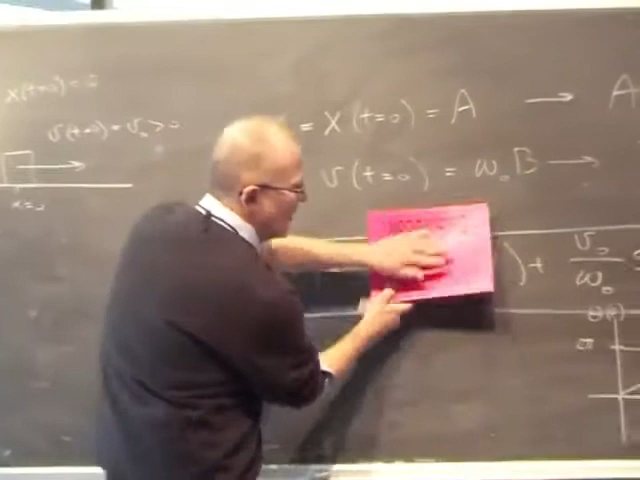 x(t=0) = 0
v(t=0) = v₀ > 0
x=0
= x(t=0) = A → A
v(t=0) = ω₀B →
) + v₀/ω₀